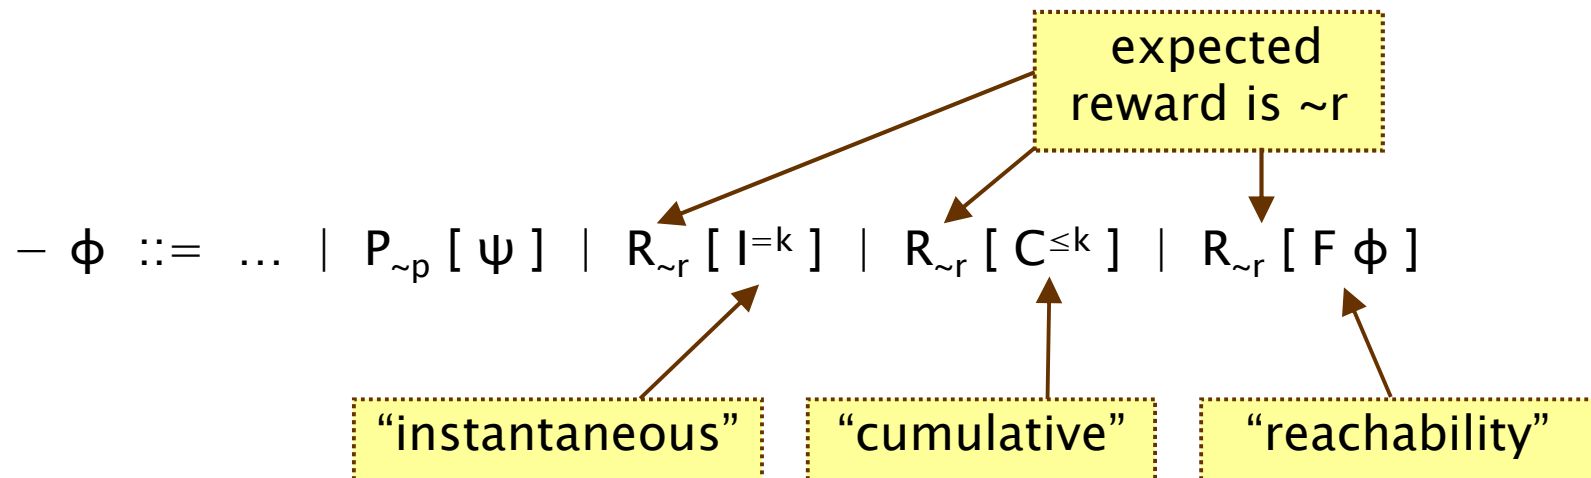 expected
reward is ~r
– ϕ ::= … | P~p [ ψ ] | R~r [ I=k ] | R~r [ C≤k ] | R~r [ F ϕ ]
“instantaneous” “cumulative” “reachability”